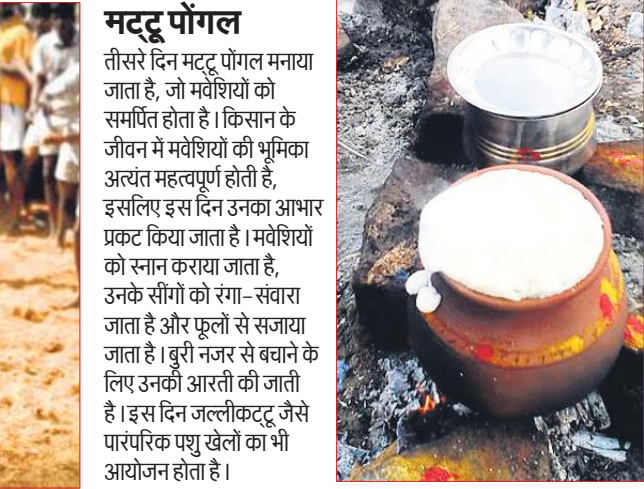 मट्टू पोंगल
तीसरे दिन मट्टू पोंगल मनाया
जाता है, जो मवेशियों को
समर्पित होता है। किसान के
जीवन में मवेशियों की भूमिका
अत्यंत महत्वपूर्ण होती है,
इसलिए इस दिन उनका आभार
प्रकट किया जाता है। मवेशियों
को स्नान कराया जाता है,
उनके सींगों को रंगा-संवारा
जाता है और फूलों से सजाया
जाता है। बुरी नजर से बचाने के
लिए उनकी आरती की जाती
है। इस दिन जल्लीकट्टू जैसे
पारंपरिक पशु खेलों का भी
आयोजन होता है।